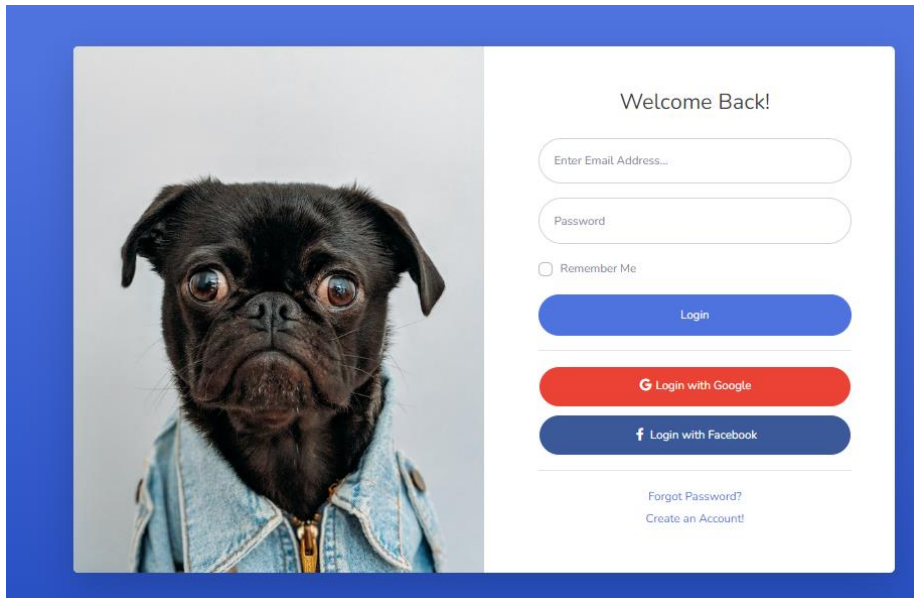 Welcome Back!
Enter Email Address...
Password
Remember Me
Login
Login with Google
Login with Facebook
Forgot Password?
Create an Account!